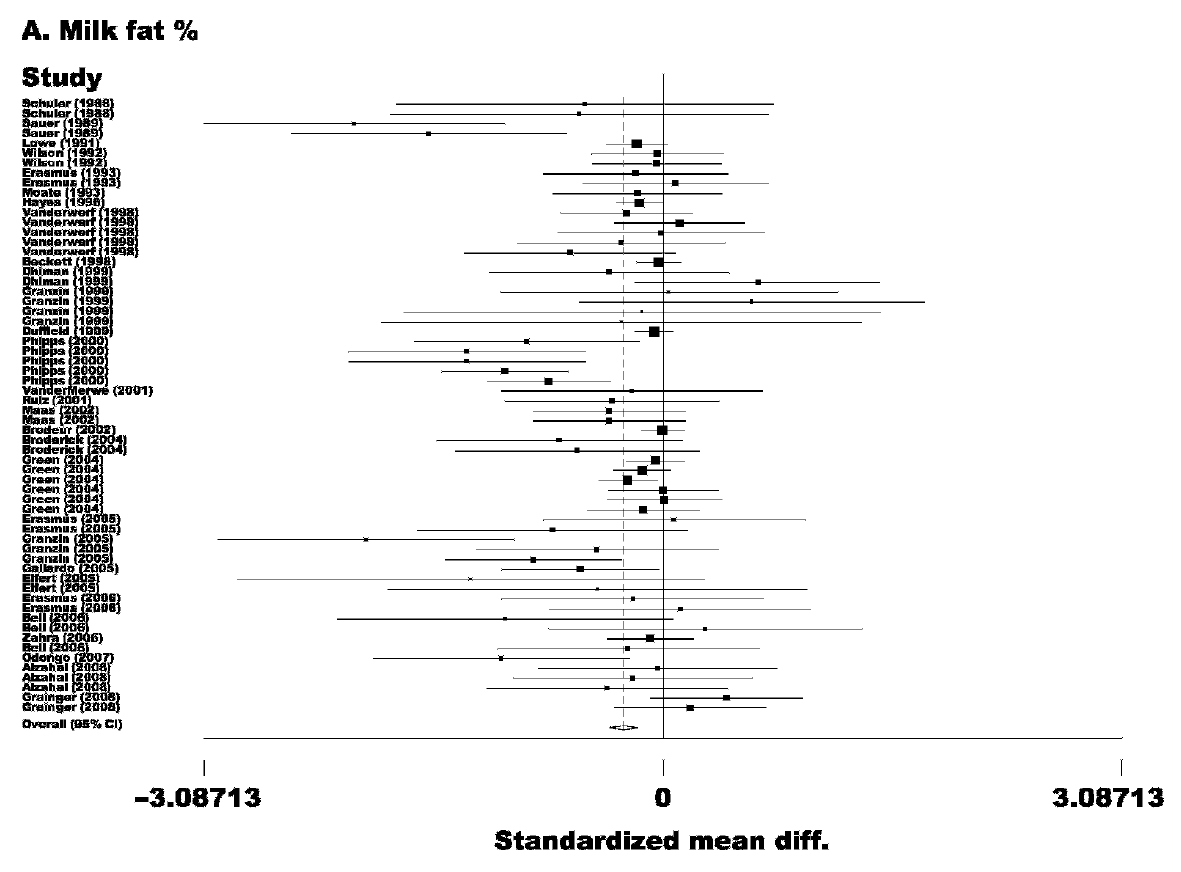 A. Milk fat %
Study
Schuler (1988)
Schuler (1988)
Sauer (1989)
Sauer (1989)
Lowe (1991)
Wilson (1992)
Wilson (1992)
Erasmus (1993)
Erasmus (1993)
Moate (1993)
Hayes (1996)
Vanderwerf (1998)
Vanderwerf (1998)
Vanderwerf (1998)
Vanderwerf (1998)
Vanderwerf (1998)
Beckett (1998)
Dhiman (1999)
Dhiman (1999)
Granzin (1999)
Granzin (1999)
Granzin (1999)
Granzin (1999)
Duffield (1999)
Phipps (2000)
Phipps (2000)
Phipps (2000)
Phipps (2000)
Phipps (2000)
VanderMerwe (2001)
Ruiz (2001)
Maas (2002)
Maas (2002)
Brodeur (2002)
Broderick (2004)
Broderick (2004)
Green (2004)
Green (2004)
Green (2004)
Green (2004)
Green (2004)
Green (2004)
Erasmus (2005)
Erasmus (2005)
Granzin (2005)
Granzin (2005)
Granzin (2005)
Gallardo (2005)
Eifert (2005)
Eifert (2005)
Erasmus (2006)
Erasmus (2006)
Bell (2006)
Bell (2006)
Zahra (2006)
Bell (2006)
Odongo (2007)
Alzahal (2008)
Alzahal (2008)
Alzahal (2008)
Grainger (2008)
Grainger (2008)
Overall (95% CI)
-3.08713 0 3.08713
Standardized mean diff.